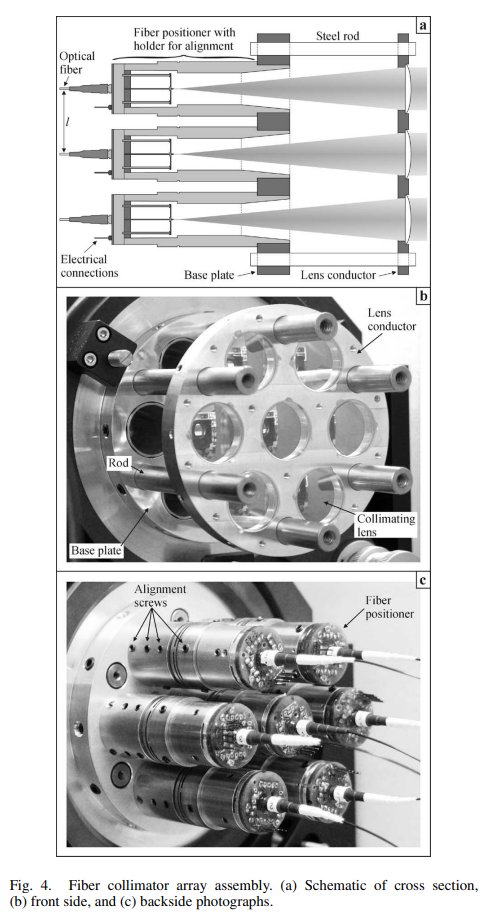 a
Fiber positioner with
holder for alignment
Steel rod
Optical
fiber
l
Electrical
connections
Base plate
Lens conductor
b
Lens
conductor
Rod
Collimating
lens
Base plate
c
Alignment
screws
Fiber
positioner
Fig. 4. Fiber collimator array assembly. (a) Schematic of cross section,
(b) front side, and (c) backside photographs.